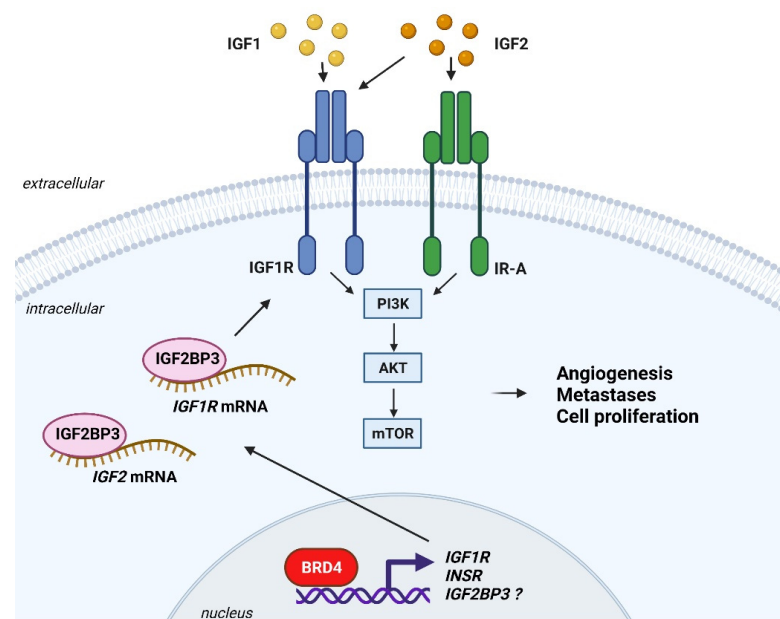 IGF1
IGF2
extracellular
IGF1R
IR-A
intracellular
PI3K
IGF2BP3
AKT
Angiogenesis
Metastases
Cell proliferation
IGF1R mRNA
mTOR
IGF2BP3
IGF2 mRNA
BRD4
IGF1R
INSR
IGF2BP3 ?
nucleus